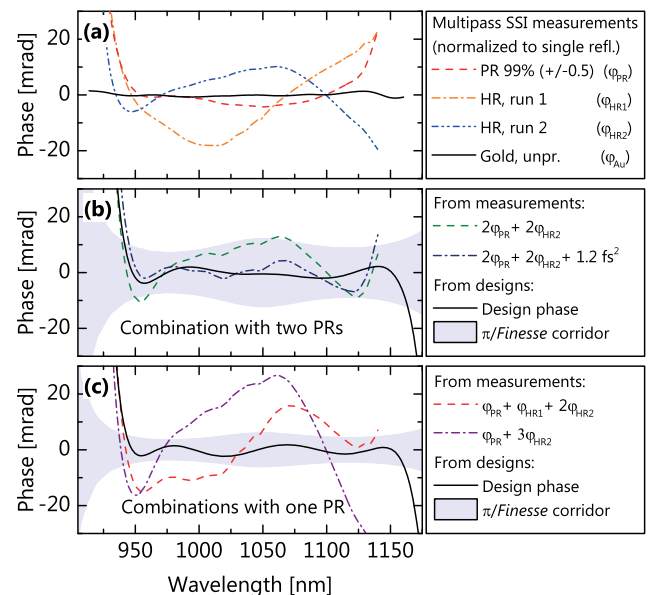 (a)
20
0
-20
Phase [mrad]
Multipass SSI measurements
(normalized to single refl.)
PR 99% (+/-0.5) (φPR)
HR, run 1 (φHR1)
HR, run 2 (φHR2)
Gold, unpr. (φAu)
(b)
20
0
-20
Phase [mrad]
Combination with two PRs
From measurements:
2φPR+ 2φHR2
2φPR+ 2φHR2+ 1.2 fs²
From designs:
Design phase
π/Finesse corridor
(c)
20
0
-20
Phase [mrad]
Combinations with one PR
From measurements:
φPR+ φHR1+ 2φHR2
φPR+ 3φHR2
From designs:
Design phase
π/Finesse corridor
950 1000 1050 1100 1150
Wavelength [nm]